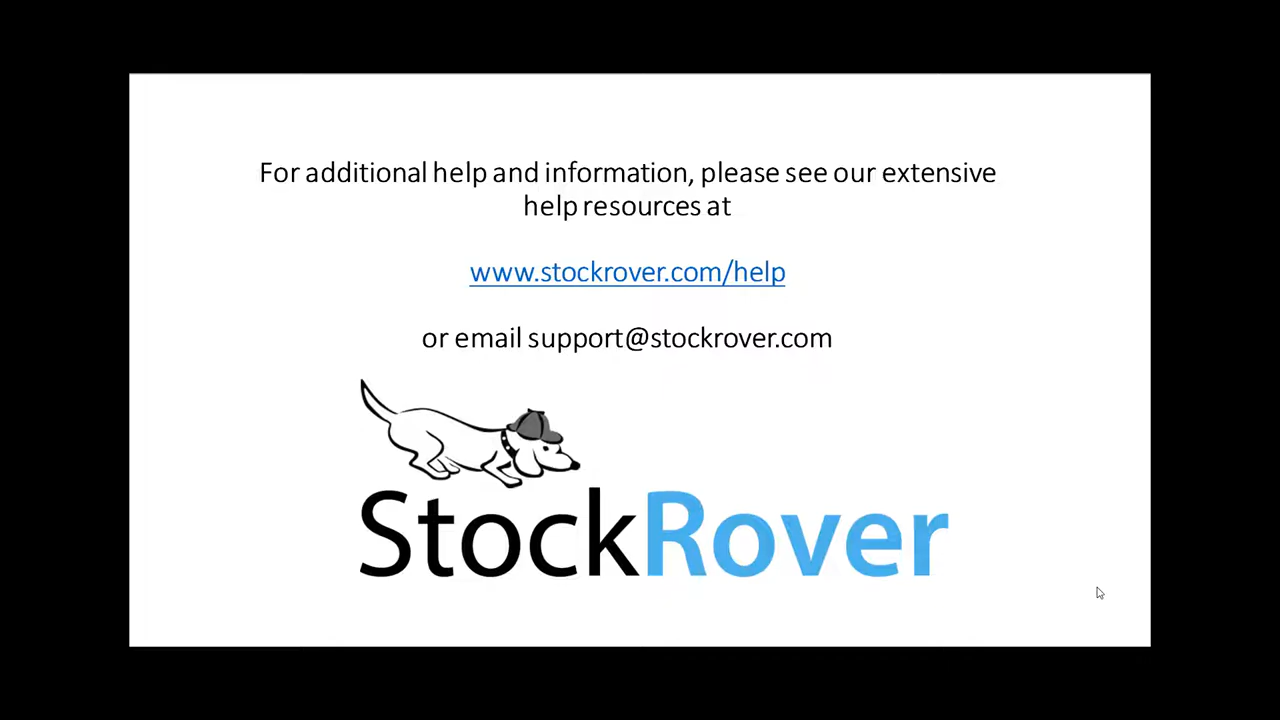 For additional help and information, please see our extensive
help resources at
www.stockrover.com/help
or email support@stockrover.com
StockRover